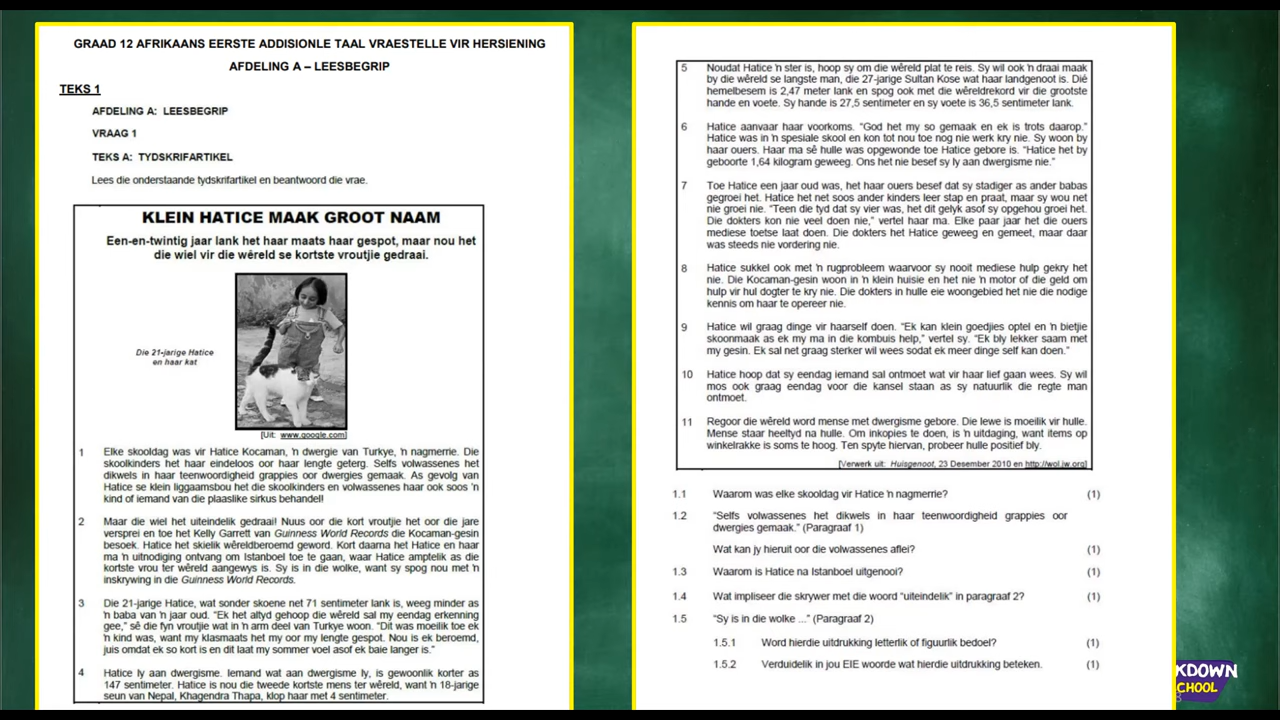 GRAAD 12 AFRIKAANS EERSTE ADDISIONLE TAAL VRAESTELLE VIR HERSIENING
AFDELING A – LEESBEGRIP
TEKS 1
AFDELING A: LEESBEGRIP
VRAAG 1
TEKS A: TYDSKRIFARTIKEL
Lees die onderstaande tydskrifartikel en beantwoord die vrae.
KLEIN HATICE MAAK GROOT NAAM
Een-en-twintig jaar lank het haar maats haar gespot, maar nou het
die wiel vir die wêreld se kortste vroutjie gedraai.
Die 21-jarige Hatice
en haar kat
[Uit: www.google.com]
1 Elke skooldag was vir Hatice Kocaman, 'n dwergie van Turkye, 'n nagmerrie. Die
skoolkinders het haar eindeloos oor haar lengte geterg. Selfs volwassenes het
dikwels in haar teenwoordigheid grappies oor dwergies gemaak. As gevolg van
Hatice se klein liggaamsbou het die skoolkinders en volwassenes haar ook soos 'n
kind of iemand van die plaaslike sirkus behandel!
2 Maar die wiel het uiteindelik gedraai! Nuus oor die kort vroutjie het oor die jare
versprei en toe het Kelly Garrett van Guinness World Records die Kocaman-gesin
besoek. Hatice het skielik wêreldberoemd geword. Kort daarna het Hatice en haar
ma 'n uitnodiging ontvang om Istanboel toe te gaan, waar Hatice amptelik as die
kortste vrou ter wêreld aangewys is. Sy is in die wolke, want sy spog nou met 'n
inskrywing in die Guinness World Records.
3 Die 21-jarige Hatice, wat sonder skoene net 71 sentimeter lank is, weeg minder as
'n baba van 'n jaar oud. "Ek het altyd gehoop die wêreld sal my eendag erkenning
gee," sê die fyn vroutjie wat in 'n arm deel van Turkye woon. "Dit was moeilik toe ek
'n kind was, want my klasmaats het my oor my lengte gespot. Nou is ek beroemd,
juis omdat ek so kort is en dit laat my sommer voel asof ek baie langer is."
4 Hatice ly aan dwergisme. Iemand wat aan dwergisme ly, is gewoonlik korter as
147 sentimeter. Hatice is nou die tweede kortste mens ter wêreld, want 'n 18-jarige
seun van Nepal, Khagendra Thapa, klop haar met 4 sentimeter.
5 Noudat Hatice 'n ster is, hoop sy om die wêreld plat te reis. Sy wil ook 'n draai maak
by die wêreld se langste man, die 27-jarige Sultan Kose wat haar landgenoot is. Dié
hemelbesem is 2,47 meter lank en spog ook met die wêreldrekord vir die grootste
hande en voete. Sy hande is 27,5 sentimeter en sy voete is 36,5 sentimeter lank.
6 Hatice aanvaar haar voorkoms. "God het my so gemaak en ek is trots daarop."
Hatice was in 'n spesiale skool en kon tot nou toe nog nie werk kry nie. Sy woon by
haar ouers. Haar ma sê hulle was opgewonde toe Hatice gebore is. "Hatice het by
geboorte 1,64 kilogram geweeg. Ons het nie besef sy ly aan dwergisme nie."
7 Toe Hatice een jaar oud was, het haar ouers besef dat sy stadiger as ander babas
gegroei het. Hatice het net soos ander kinders leer stap en praat, maar sy wou net
nie groei nie. "Teen die tyd dat sy vier was, het dit gelyk asof sy opgehou groei het.
Die dokters kon nie veel doen nie," vertel haar ma. Elke paar jaar het die ouers
mediese toetse laat doen. Die dokters het Hatice geweeg en gemeet, maar daar
was steeds nie vordering nie.
8 Hatice sukkel ook met 'n rugprobleem waarvoor sy nooit mediese hulp gekry het
nie. Die Kocaman-gesin woon in 'n klein huisie en het nie 'n motor of die geld om
hulp vir hul dogter te kry nie. Die dokters in hulle eie woongebied het nie die nodige
kennis om haar te opereer nie.
9 Hatice wil graag dinge vir haarself doen. "Ek kan klein goedjies optel en 'n bietjie
skoonmaak as ek my ma in die kombuis help," vertel sy. "Ek bly lekker saam met
my gesin. Ek sal net graag sterker wil wees sodat ek meer dinge self kan doen."
10 Hatice hoop dat sy eendag iemand sal ontmoet wat vir haar lief gaan wees. Sy wil
mos ook graag eendag voor die kansel staan as sy natuurlik die regte man
ontmoet.
11 Regoor die wêreld word mense met dwergisme gebore. Die lewe is moeilik vir hulle.
Mense staar heeltyd na hulle. Om inkopies te doen, is 'n uitdaging, want items op
winkelrakke is soms te hoog. Ten spyte hiervan, probeer hulle positief bly.
[Verwerk uit: Huisgenoot, 23 Desember 2010 en http://wol.jw.org]
1.1 Waarom was elke skooldag vir Hatice 'n nagmerrie? (1)
1.2 "Selfs volwassenes het dikwels in haar teenwoordigheid grappies oor
dwergies gemaak." (Paragraaf 1)
Wat kan jy hieruit oor die volwassenes aflei? (1)
1.3 Waarom is Hatice na Istanboel uitgenooi? (1)
1.4 Wat impliseer die skrywer met die woord "uiteindelik" in paragraaf 2? (1)
1.5 "Sy is in die wolke ..." (Paragraaf 2)
1.5.1 Word hierdie uitdrukking letterlik of figuurlik bedoel? (1)
1.5.2 Verduidelik in jou EIE woorde wat hierdie uitdrukking beteken. (1)
KDOWN
CHOOL